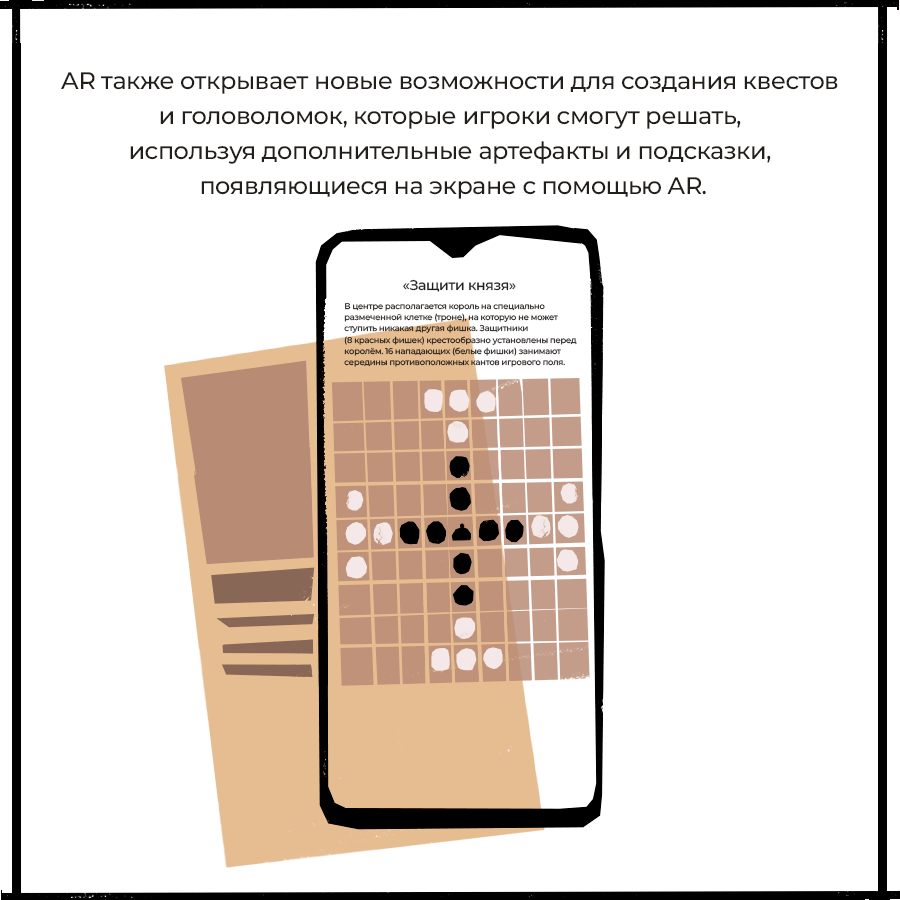 AR также открывает новые возможности для создания квестов
и головоломок, которые игроки смогут решать,
используя дополнительные артефакты и подсказки,
появляющиеся на экране с помощью AR.
«Защити князя»
В центре располагается король на специально
размеченной клетке (троне), на которую не может
ступить никакая другая фишка. Защитники
(8 красных фишек) крестообразно установлены перед
королём. 16 нападающих (белые фишки) занимают
середины противоположных кантов игрового поля.